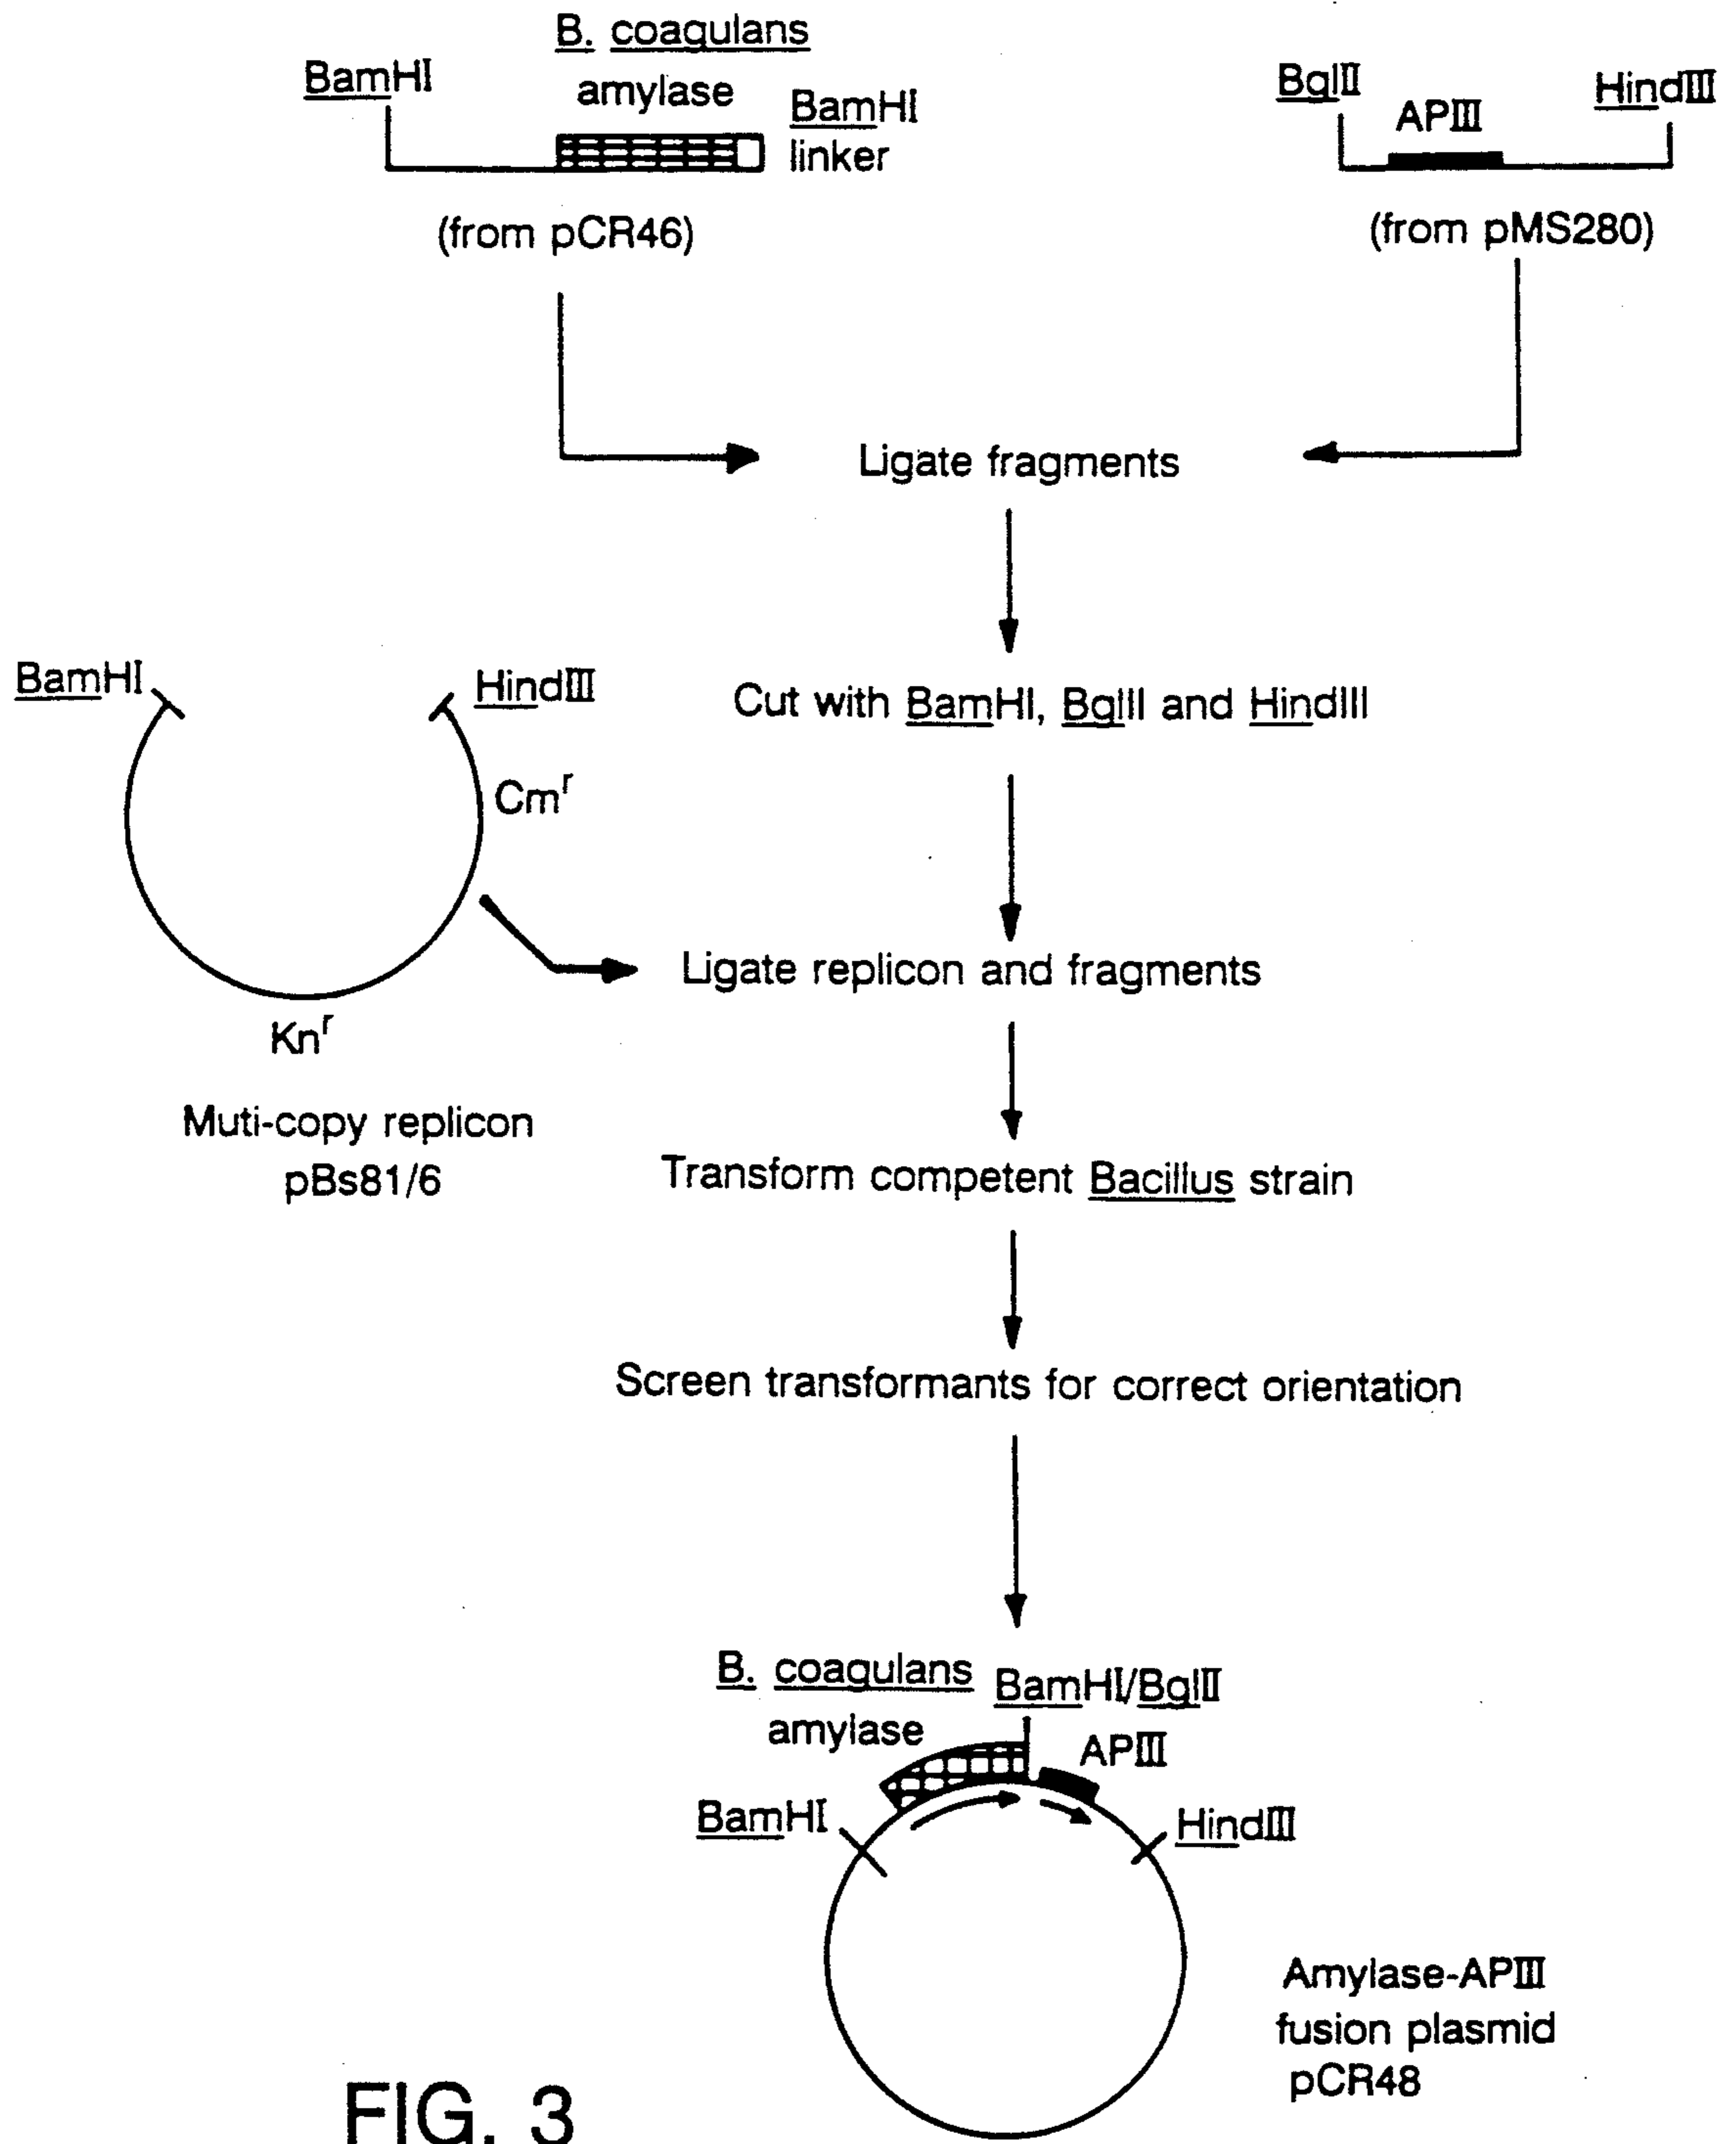 B. coagulans
amylase
BamHI
BamHI
linker
(from pCR46)
BglII
APIII
HindIII
(from pMS280)
Ligate fragments
BamHI
HindIII
Cmʳ
Knʳ
Muti-copy replicon
pBs81/6
Cut with BamHI, BglII and HindIII
Ligate replicon and fragments
Transform competent Bacillus strain
Screen transformants for correct orientation
B. coagulans
amylase
BamHI/BglII
APIII
BamHI
HindIII
Amylase-APIII
fusion plasmid
pCR48
FIG. 3